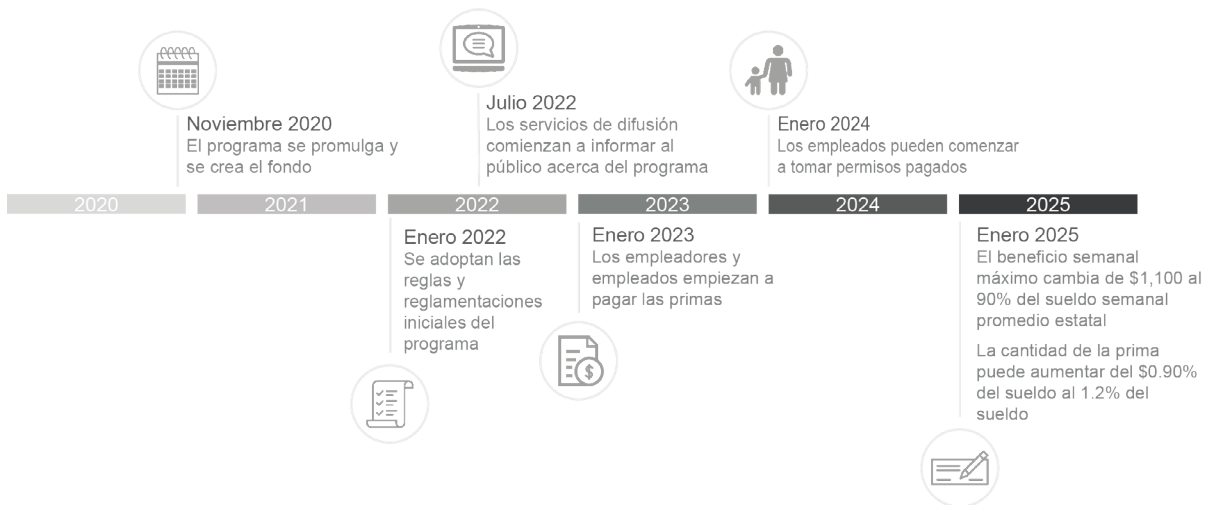 Noviembre 2020
El programa se promulga y
se crea el fondo
Julio 2022
Los servicios de difusión
comienzan a informar al
público acerca del programa
Enero 2024
Los empleados pueden comenzar
a tomar permisos pagados
2020
2021
2022
2023
2024
2025
Enero 2022
Se adoptan las
reglas y
reglamentaciones
iniciales del
programa
Enero 2023
Los empleadores y
empleados empiezan a
pagar las primas
Enero 2025
El beneficio semanal
máximo cambia de $1,100 al
90% del sueldo semanal
promedio estatal
La cantidad de la prima
puede aumentar del $0.90%
del sueldo al 1.2% del
sueldo